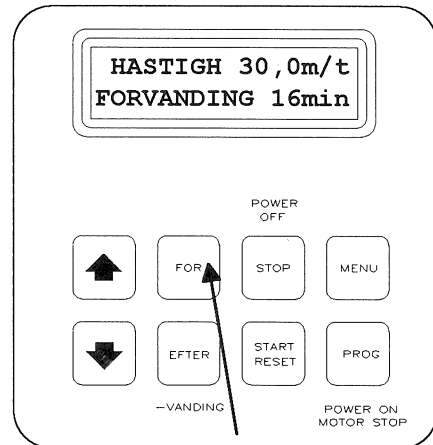 HASTIGH 30,0m/t
FORVANDING 16min
POWER
OFF
FOR
STOP
MENU
EFTER
START
RESET
PROG
-VANDING
POWER ON
MOTOR STOP